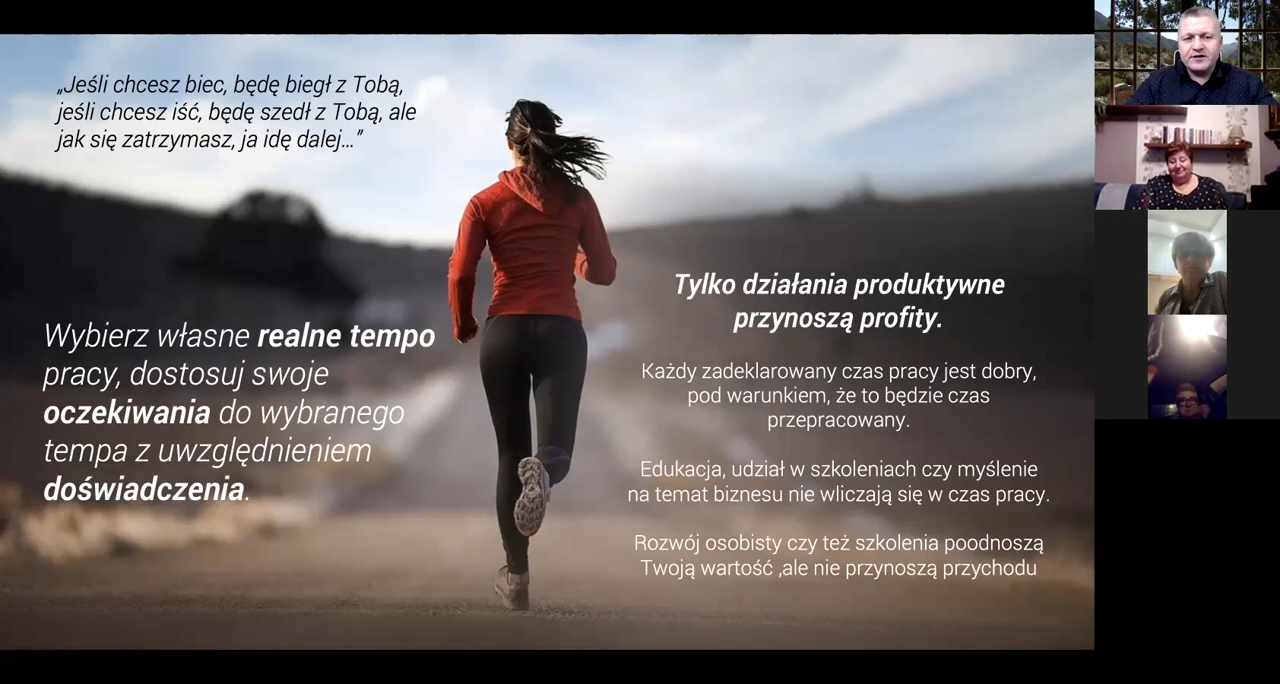 „Jeśli chcesz biec, będę biegł z Tobą,
jeśli chcesz iść, będę szedł z Tobą, ale
jak się zatrzymasz, ja idę dalej...”
Wybierz własne realne tempo
pracy, dostosuj swoje
oczekiwania do wybranego
tempa z uwzględnieniem
doświadczenia.
Tylko działania produktywne
przynoszą profity.
Każdy zadeklarowany czas pracy jest dobry,
pod warunkiem, że to będzie czas
przepracowany.
Edukacja, udział w szkoleniach czy myślenie
na temat biznesu nie wliczają się w czas pracy.
Rozwój osobisty czy też szkolenia poodnoszą
Twoją wartość ,ale nie przynoszą przychodu